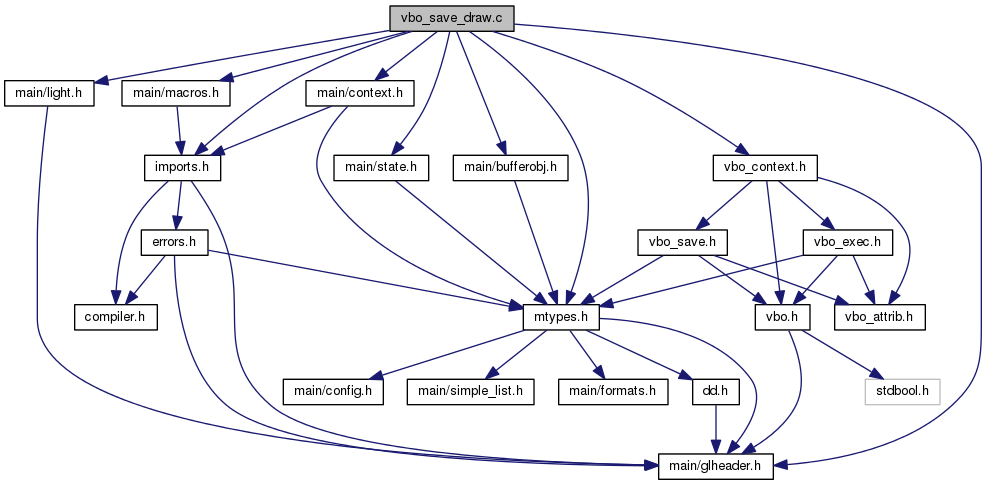 vbo_save_draw.c
main/light.h
main/macros.h
main/context.h
imports.h
main/state.h
main/bufferobj.h
vbo_context.h
errors.h
vbo_save.h
vbo_exec.h
compiler.h
mtypes.h
vbo.h
vbo_attrib.h
main/config.h
main/simple_list.h
main/formats.h
dd.h
stdbool.h
main/glheader.h